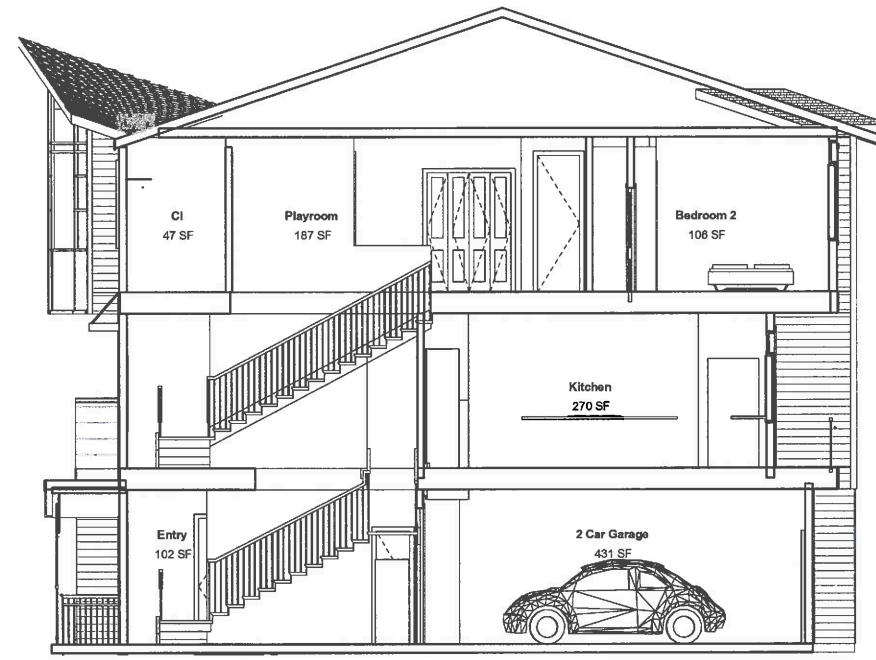 Cl
47 SF
Playroom
187 SF
Bedroom 2
106 SF
Kitchen
270 SF
Entry
102 SF
2 Car Garage
431 SF